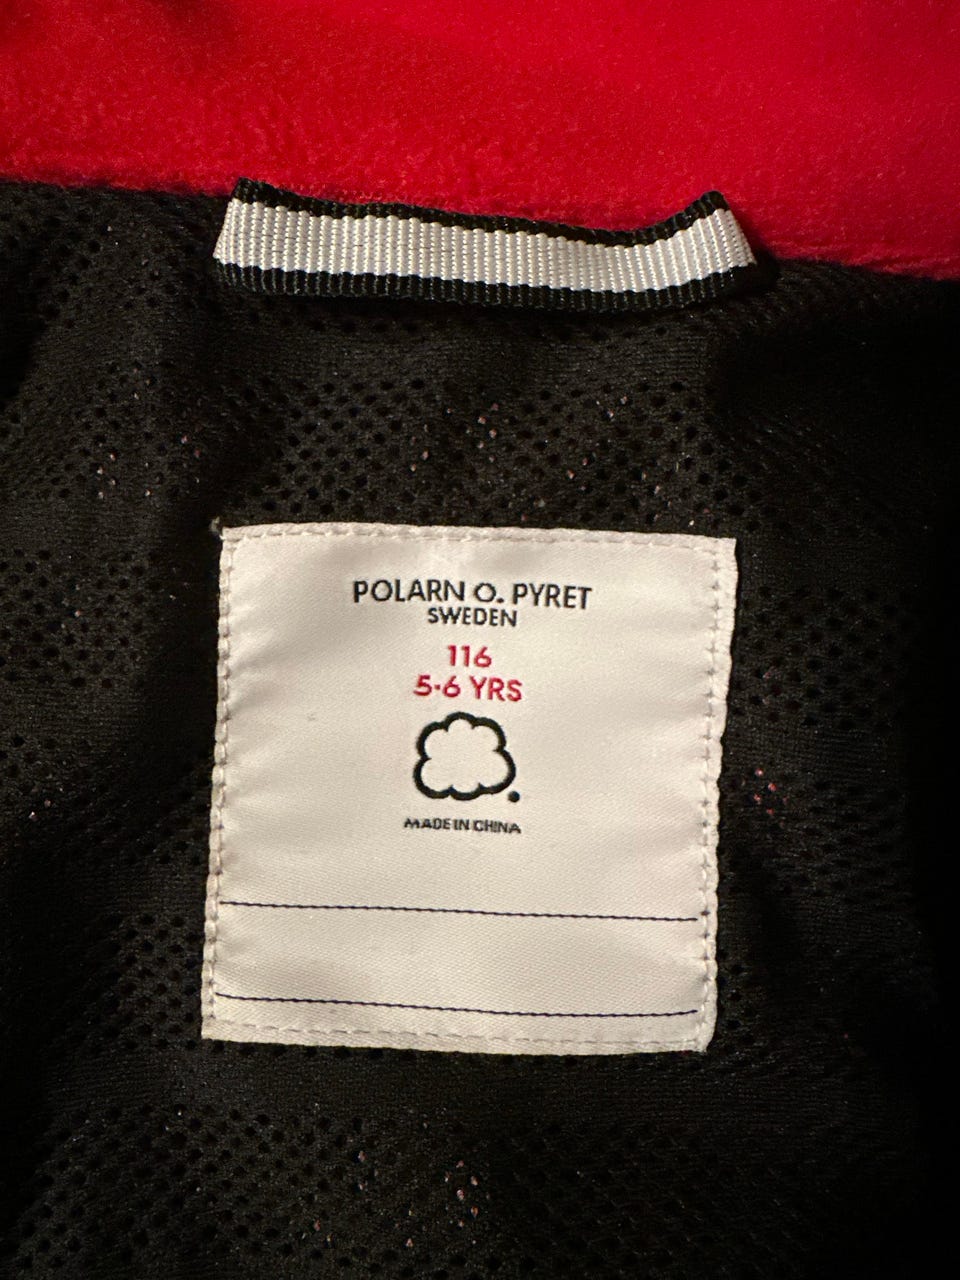 POLARN O. PYRET
SWEDEN
116
5-6 YRS
MADE IN CHINA